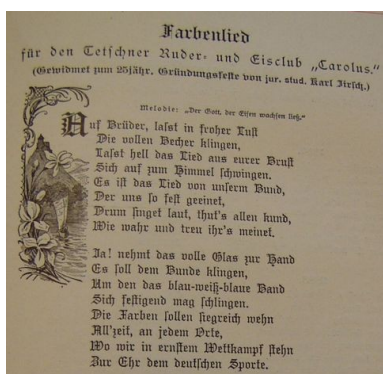 Farbenlied
für den Tetschner Ruder- und Eisclub „Carolus.“
(Gewidmet zum 25jähr. Gründungsfeste von jur. stud. Karl Jirsch.)
Melodie: „Der Gott, der Eisen wachsen ließ.“
Auf Brüder, lasst in froher Lust
Die vollen Becher klingen,
Lasst hell das Lied aus eurer Brust
Sich auf zum Himmel schwingen.
Es ist das Lied von unserm Bund,
Der uns so fest geeinet,
Drum singet laut, thut's allen kund,
Wie wahr und treu ihr's meinet.
Ja! nehmt das volle Glas zur Hand
Es soll dem Bunde klingen,
Um den das blau-weiß-blaue Band
Sich festigend mag schlingen.
Die Farben sollen siegreich wehn
All'zeit, an jedem Orte,
Wo wir in ernstem Wettkampf stehn
Zur Ehr dem deutschen Sporte.